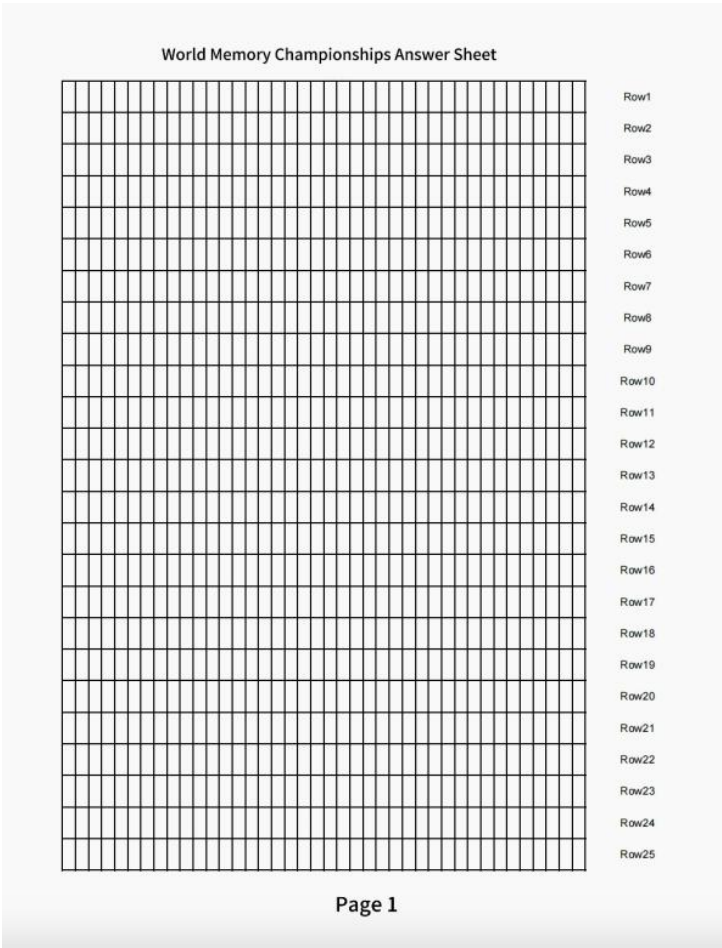 World Memory Championships Answer Sheet
Row1
Row2
Row3
Row4
Row5
Row6
Row7
Row8
Row9
Row10
Row11
Row12
Row13
Row14
Row15
Row16
Row17
Row18
Row19
Row20
Row21
Row22
Row23
Row24
Row25
Page 1